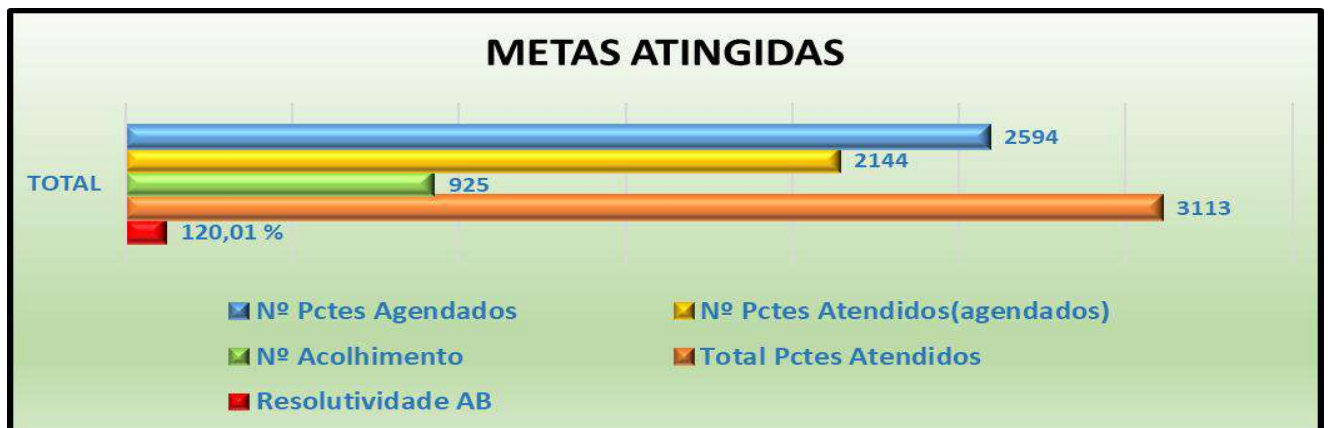 METAS ATINGIDAS
2594
2144
TOTAL
925
3113
120,01 %
Nº Pctes Agendados
Nº Pctes Atendidos(agendados)
Nº Acolhimento
Total Pctes Atendidos
Resolutividade AB